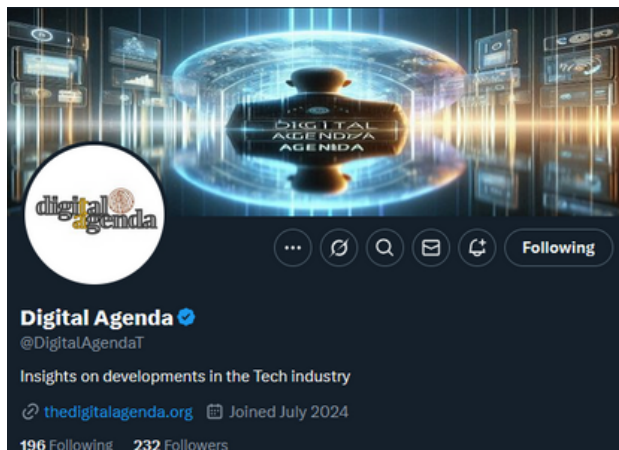 DIGITAL
AGENDA
AGENIDA
digital
agenda
Following
Digital Agenda
@DigitalAgendaT
Insights on developments in the Tech industry
thedigitalagenda.org Joined July 2024
196 Following 232 Followers